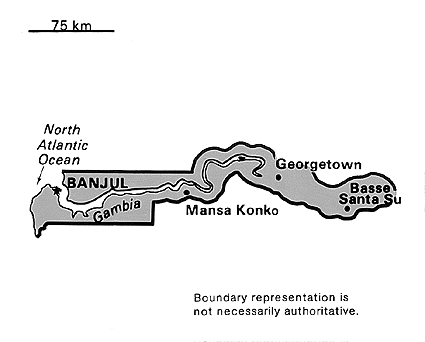 75 km
North
Atlantic
Ocean
BANJUL
Gambia
Georgetown
Mansa Konko
Basse
Santa Su
Boundary representation is
not necessarily authoritative.